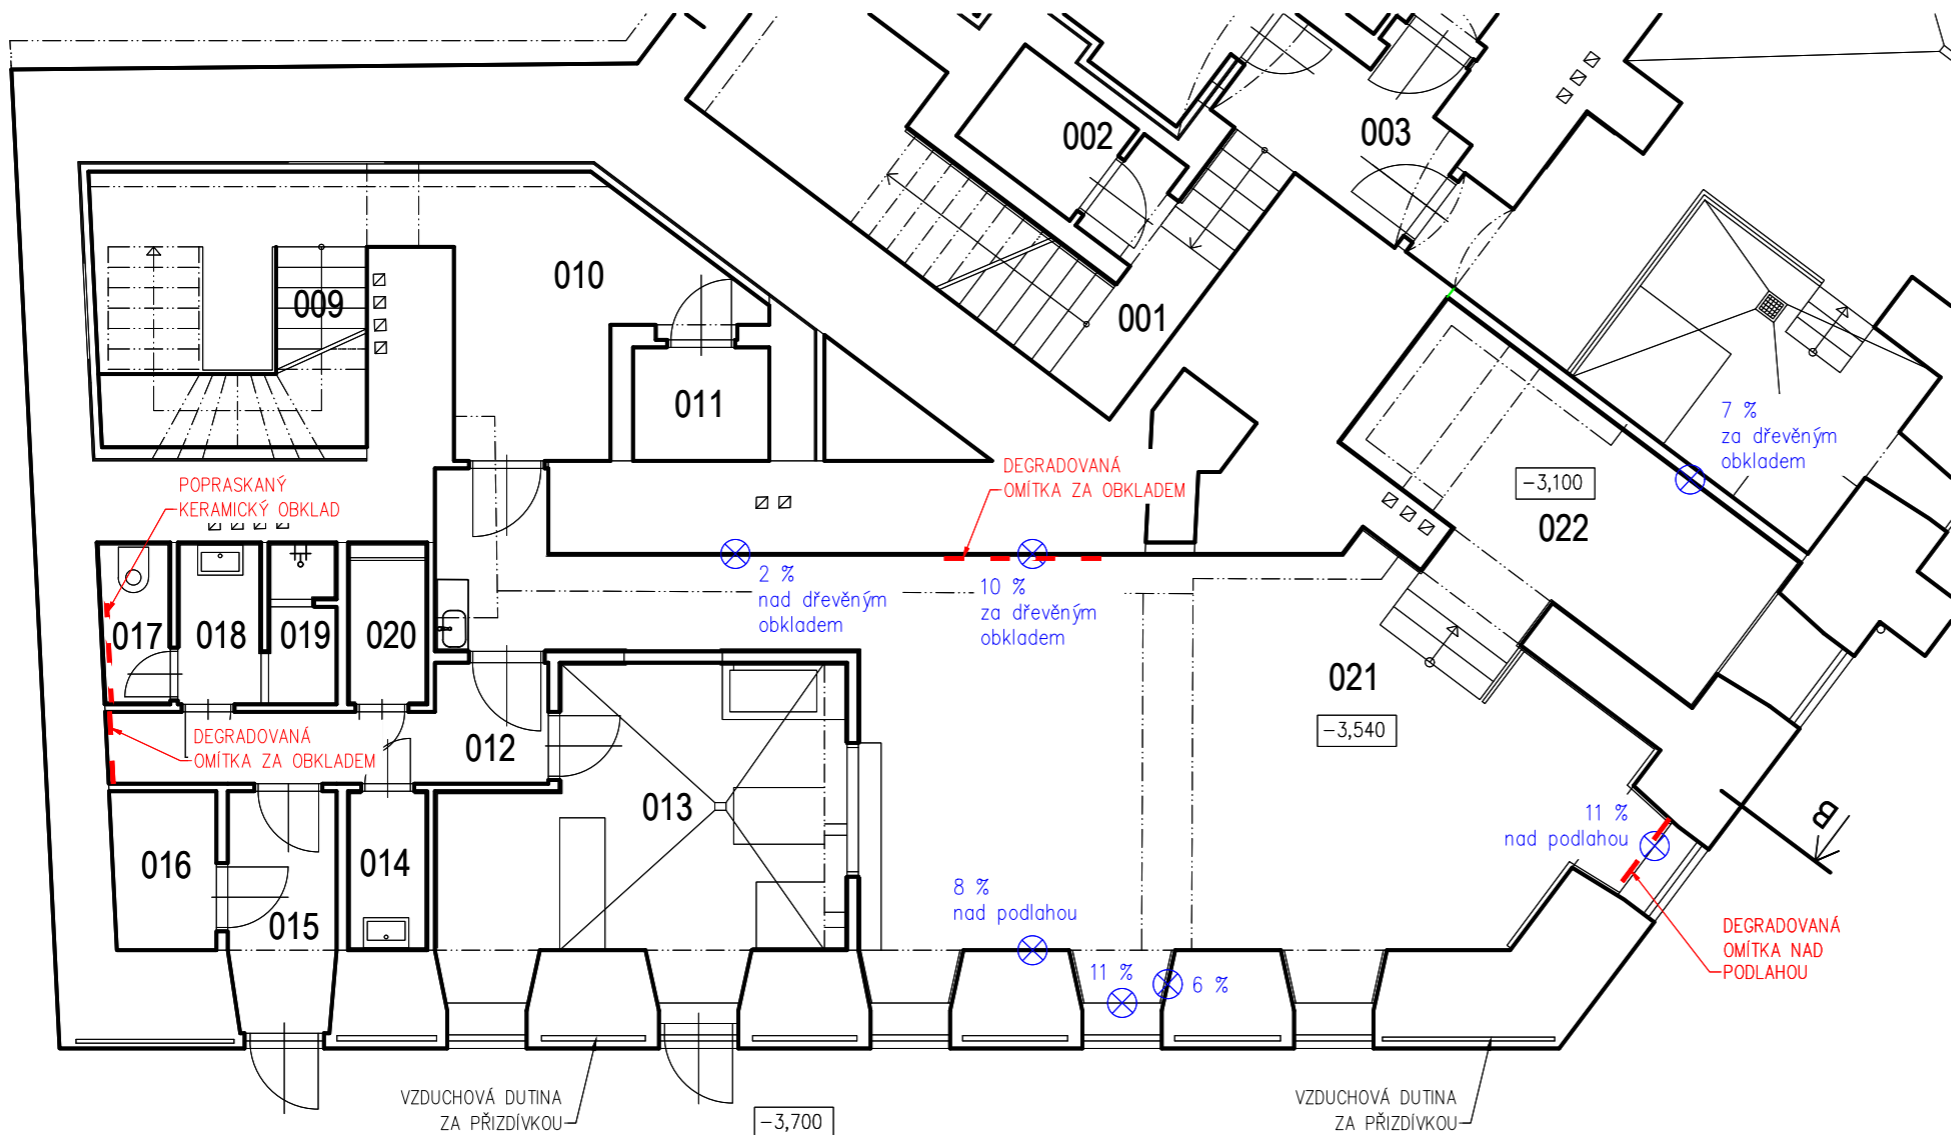 002
003
010
009
001
011
7 %
za dřevěným
obkladem
DEGRADOVANÁ
OMÍTKA ZA OBKLADEM
POPRASKANÝ
KERAMICKÝ OBKLAD
-3,100
022
2 %
nad dřevěným
obkladem
10 %
za dřevěným
obkladem
017
018
019
020
021
-3,540
DEGRADOVANÁ
OMÍTKA ZA OBKLADEM
012
013
11 %
nad podlahou
B
016
014
015
8 %
nad podlahou
DEGRADOVANÁ
OMÍTKA NAD
PODLAHOU
11 %
6 %
VZDUCHOVÁ DUTINA
ZA PŘIZDÍVKOU
-3,700
VZDUCHOVÁ DUTINA
ZA PŘIZDÍVKOU